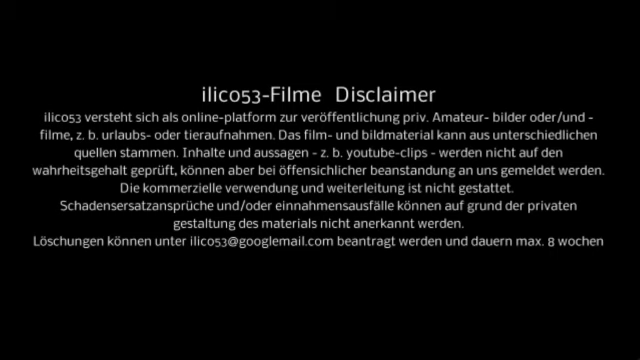 ilico53-Filme Disclaimer
ilico53 versteht sich als online-platform zur veröffentlichung priv. Amateur- bilder oder/und -
filme, z. b. urlaubs- oder tieraufnahmen. Das film- und bildmaterial kann aus unterschiedlichen
quellen stammen. Inhalte und aussagen - z. b. youtube-clips - werden nicht auf den
wahrheitsgehalt geprüft, können aber bei öffensichlicher beanstandung an uns gemeldet werden.
Die kommerzielle verwendung und weiterleitung ist nicht gestattet.
Schadensersatzansprüche und/oder einnahmensausfälle können auf grund der privaten
gestaltung des materials nicht anerkannt werden.
Löschungen können unter ilico53@googlemail.com beantragt werden und dauern max. 8 wochen